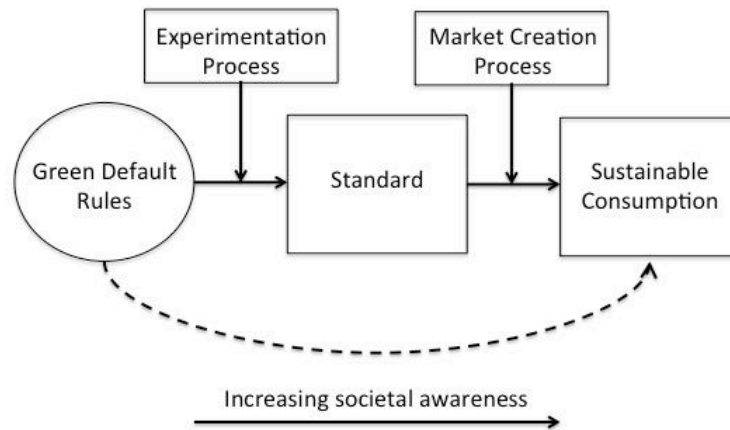 Experimentation
Process
Market Creation
Process
Green Default
Rules
Standard
Sustainable
Consumption
Increasing societal awareness